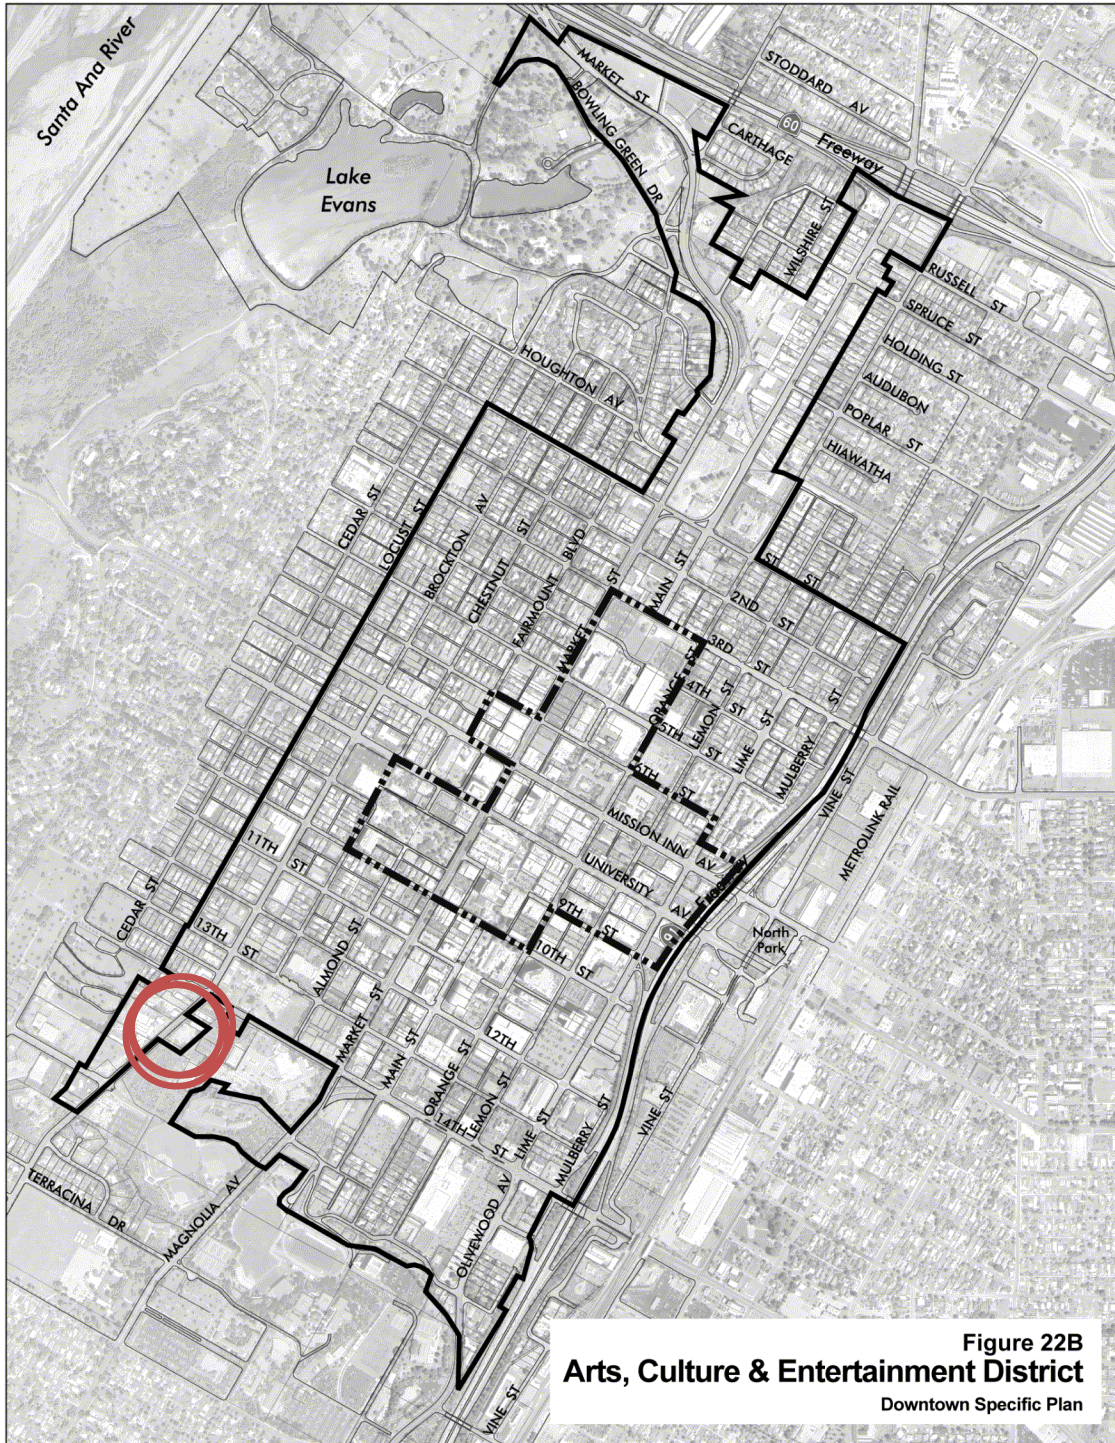 Santa Ana River
Lake
Evans
MARKET ST
BOWLING GREEN DR
STODDARD AV
CARTHAGE
60
Freeway
WILSHIRE ST
RUSSELL ST
SPRUCE ST
HOLDING ST
AUDUBON
POPLAR ST
HIAWATHA
HOUGHTON AV
CEDAR ST
LOCUST ST
BROCKTON AV
CHESTNUT ST
FAIRMOUNT BLVD
MARKET ST
MAIN ST
ST
ST
2ND ST
3RD ST
ORANGE ST
4TH ST
LEMON ST
5TH ST
LIME ST
MULBERRY ST
6TH ST
MISSION INN AV
VINE ST
METROLINK RAIL
UNIVERSITY AV
Freeway
91
9TH ST
10TH ST
North
Park
11TH ST
CEDAR ST
13TH ST
ALMOND ST
MARKET ST
MAIN ST
12TH
ORANGE ST
LEMON ST
14TH ST
LIME ST
MULBERRY ST
VINE ST
TERRACINA DR
MAGNOLIA AV
OLIVEWOOD AV
VINE ST
Figure 22B
Arts, Culture & Entertainment District
Downtown Specific Plan